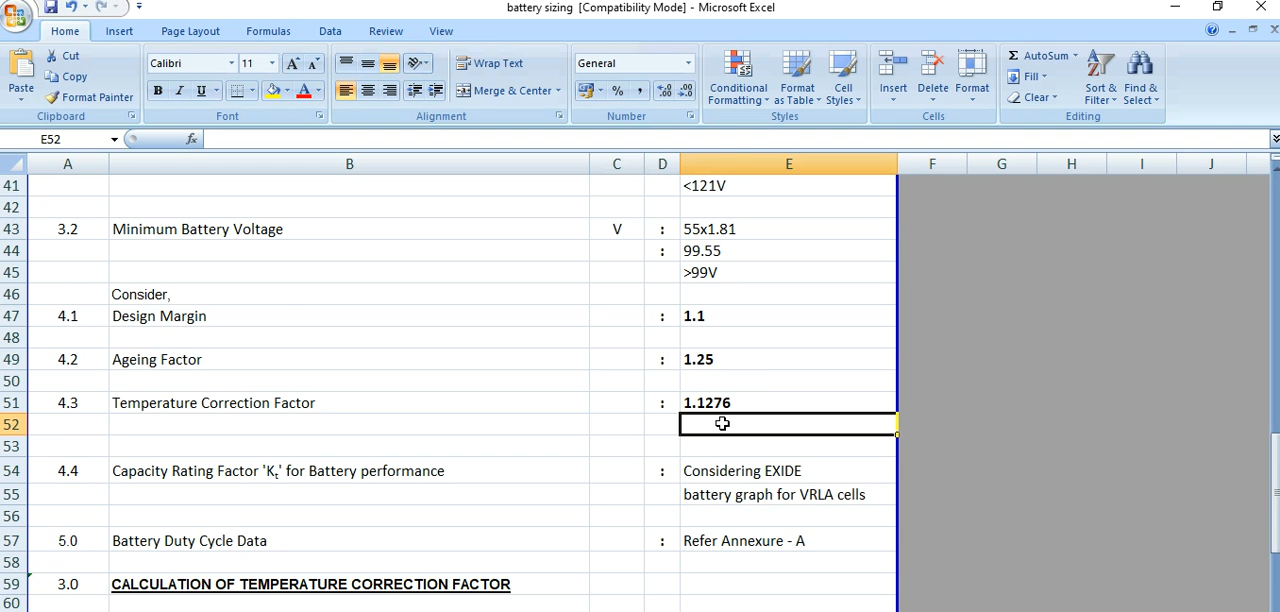 battery sizing [Compatibility Mode] - Microsoft Excel
Home Insert Page Layout Formulas Data Review View
Cut
Copy
Format Painter
Paste
Clipboard
Calibri 11 A A
B I U A
Font
Wrap Text
Merge & Center
Alignment
General
% ,
Number
Conditional Formatting
Format as Table
Cell Styles
Styles
Insert Delete Format
Cells
Σ AutoSum
Fill
Clear
Sort & Filter
Find & Select
Editing
E52 fx
A B C D E F G H I J
41 <121V
42
43 3.2 Minimum Battery Voltage V : 55x1.81
44 : 99.55
45 >99V
46 Consider,
47 4.1 Design Margin : 1.1
48
49 4.2 Ageing Factor : 1.25
50
51 4.3 Temperature Correction Factor : 1.1276
52
53
54 4.4 Capacity Rating Factor 'Kt' for Battery performance : Considering EXIDE
55 battery graph for VRLA cells
56
57 5.0 Battery Duty Cycle Data : Refer Annexure - A
58
59 3.0 CALCULATION OF TEMPERATURE CORRECTION FACTOR
60